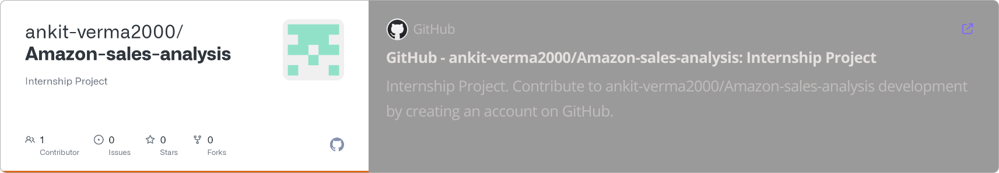 ankit-verma2000/
Amazon-sales-analysis
Internship Project
1
Contributor
0
Issues
0
Stars
0
Forks
GitHub
GitHub - ankit-verma2000/Amazon-sales-analysis: Internship Project
Internship Project. Contribute to ankit-verma2000/Amazon-sales-analysis development
by creating an account on GitHub.